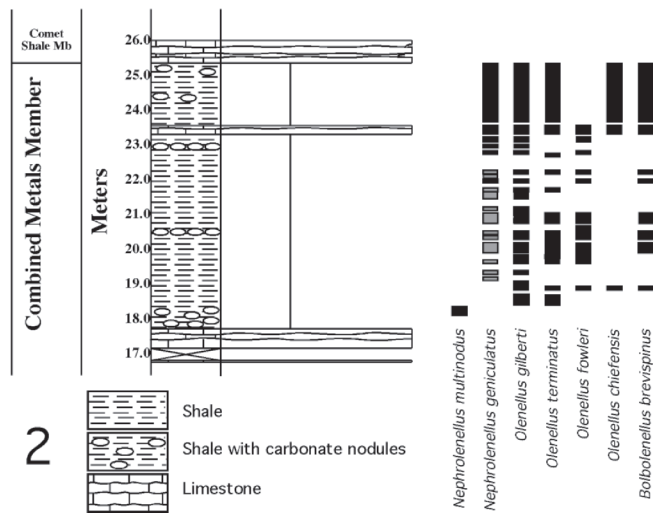 Comet
Shale Mb
Combined Metals Member
Meters
26.0
25.0
24.0
23.0
22.0
21.0
20.0
19.0
18.0
17.0
Nephrolenellus multinodus
Nephrolenellus geniculatus
Olenellus gilberti
Olenellus terminatus
Olenellus fowleri
Olenellus chiefensis
Bolbolenellus brevispinus
2
Shale
Shale with carbonate nodules
Limestone